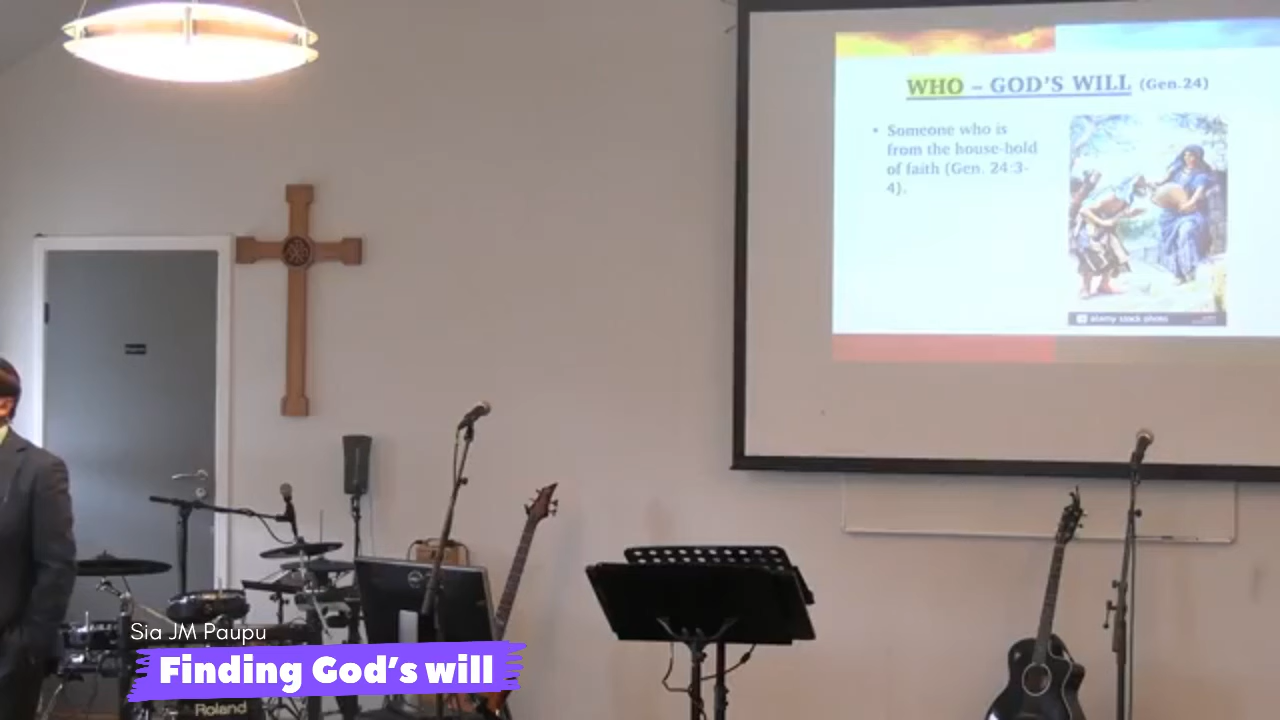 WHO – GOD'S WILL (Gen.24)
• Someone who is
from the house-hold
of faith (Gen. 24:3-
4).
alamy stock photo
Sia JM Paupu
Finding God's will
Roland